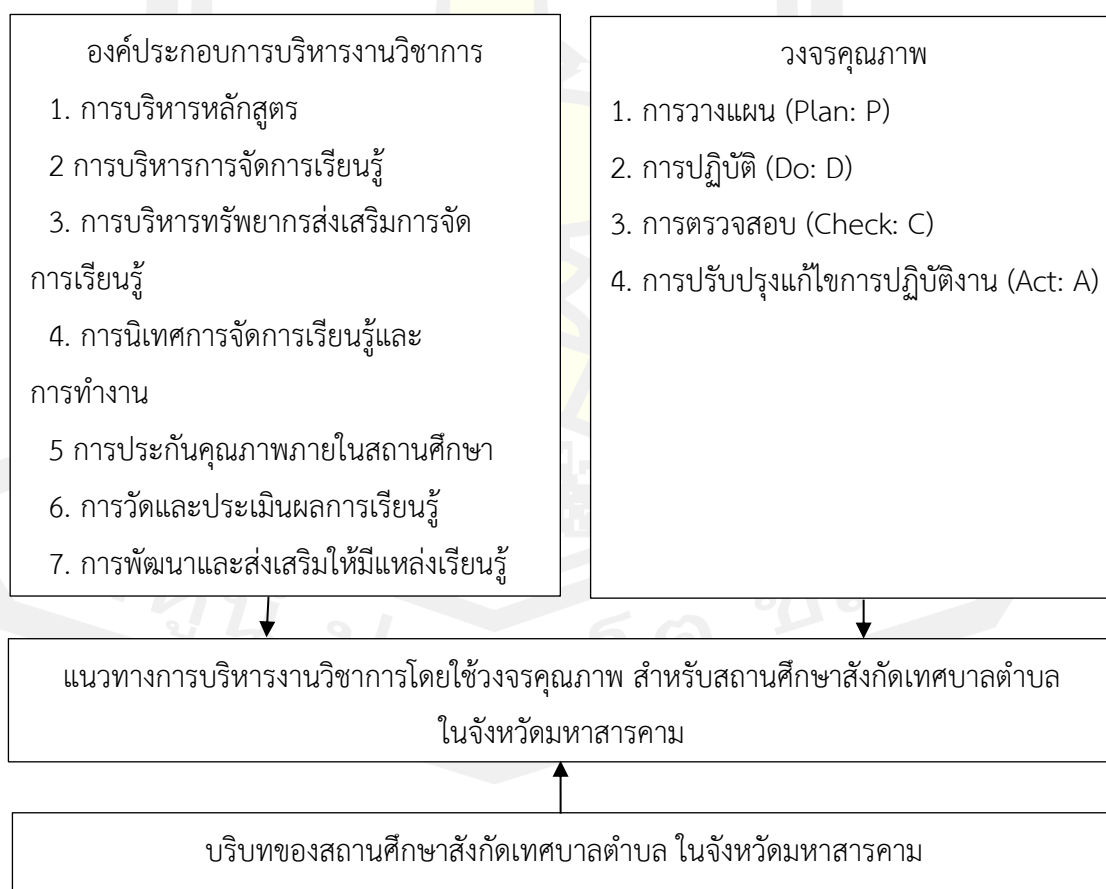 องค์ประกอบการบริหารงานวิชาการ
1. การบริหารหลักสูตร
2 การบริหารการจัดการเรียนรู้
3. การบริหารทรัพยากรส่งเสริมการจัด
การเรียนรู้
4. การนิเทศการจัดการเรียนรู้และ
การทำงาน
5 การประกันคุณภาพภายในสถานศึกษา
6. การวัดและประเมินผลการเรียนรู้
7. การพัฒนาและส่งเสริมให้มีแหล่งเรียนรู้
วงจรคุณภาพ
1. การวางแผน (Plan: P)
2. การปฏิบัติ (Do: D)
3. การตรวจสอบ (Check: C)
4. การปรับปรุงแก้ไขการปฏิบัติงาน (Act: A)
แนวทางการบริหารงานวิชาการโดยใช้วงจรคุณภาพ สำหรับสถานศึกษาสังกัดเทศบาลตำบล
ในจังหวัดมหาสารคาม
บริบทของสถานศึกษาสังกัดเทศบาลตำบล ในจังหวัดมหาสารคาม